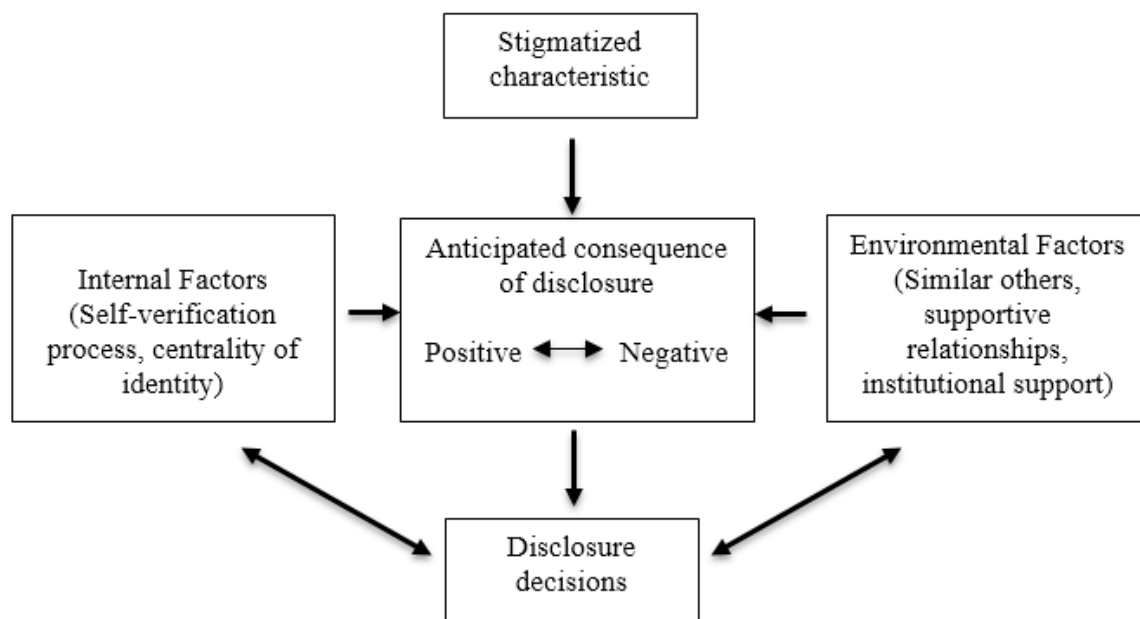 Stigmatized
characteristic
Internal Factors
(Self-verification
process, centrality of
identity)
Anticipated consequence
of disclosure
Positive Negative
Environmental Factors
(Similar others,
supportive
relationships,
institutional support)
Disclosure
decisions